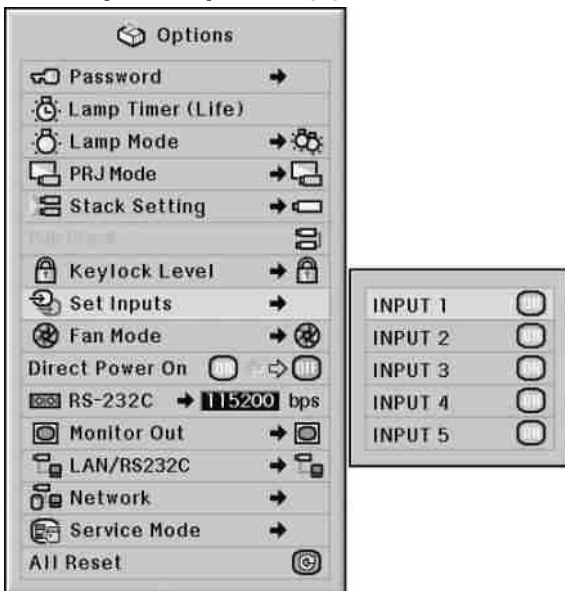 Options
Password
Lamp Timer (Life)
Lamp Mode
PRJ Mode
Stack Setting
Keylock Level
Set Inputs
Fan Mode
Direct Power On
RS-232C 115200 bps
Monitor Out
LAN/RS232C
Network
Service Mode
All Reset
INPUT 1
INPUT 2
INPUT 3
INPUT 4
INPUT 5